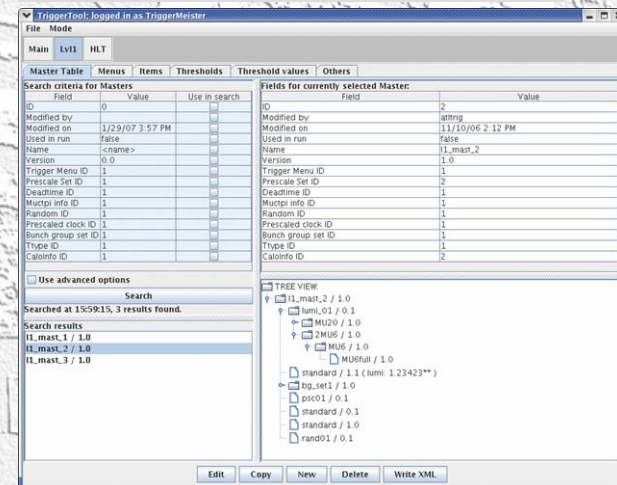 TriggerTool: logged in as TriggerMeister
File Mode
Main Lvl1 HLT
Master Table Menus Items Thresholds Threshold values Others
Search criteria for Masters
Field Value Use in search
ID 0
Modified by
Modified on 1/29/07 3:57 PM
Used in run false
Name <name>
Version 0.0
Trigger Menu ID 1
Prescale Set ID 1
Deadtime ID 1
Muctpi info ID 1
Random ID 1
Prescaled clock ID 1
Bunch group set ID 1
Ttype ID 1
CaloInfo ID 1
Use advanced options
Search
Searched at 15:59:15, 3 results found.
Search results
l1_mast_1 / 1.0
l1_mast_2 / 1.0
l1_mast_3 / 1.0
Fields for currently selected Master:
Field Value
ID 2
Modified by atltrig
Modified on 11/10/06 2:12 PM
Used in run false
Name l1_mast_2
Version 1.0
Trigger Menu ID 1
Prescale Set ID 2
Deadtime ID 1
Muctpi info ID 1
Random ID 1
Prescaled clock ID 1
Bunch group set ID 1
Ttype ID 1
CaloInfo ID 2
TREE VIEW:
l1_mast_2 / 1.0
lumi_01 / 0.1
MU20 / 1.0
2MU6 / 1.0
MU6 / 1.0
MU6full / 1.0
standard / 1.1 ( lumi: 1.23423** )
bg_set1 / 1.0
psc01 / 0.1
standard / 0.1
standard / 1.0
rand01 / 0.1
Edit Copy New Delete Write XML